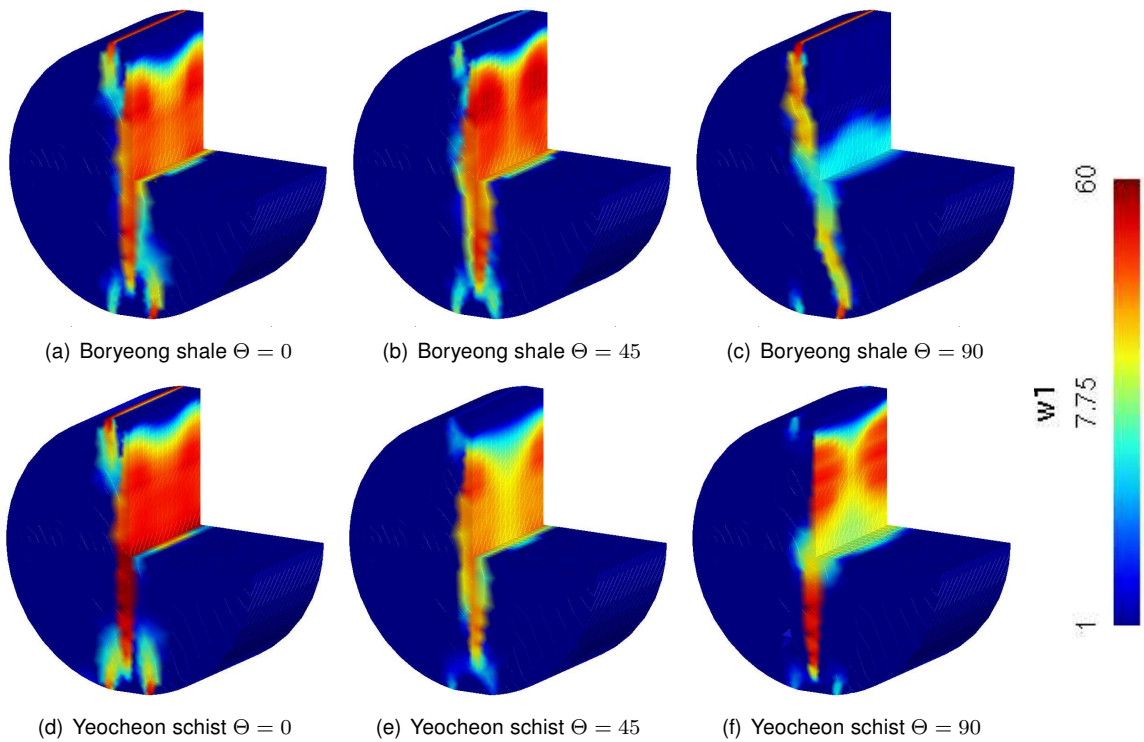 (a) Boryeong shale Θ = 0
(b) Boryeong shale Θ = 45
(c) Boryeong shale Θ = 90
60
7.75
w1
1
(d) Yeocheon schist Θ = 0
(e) Yeocheon schist Θ = 45
(f) Yeocheon schist Θ = 90